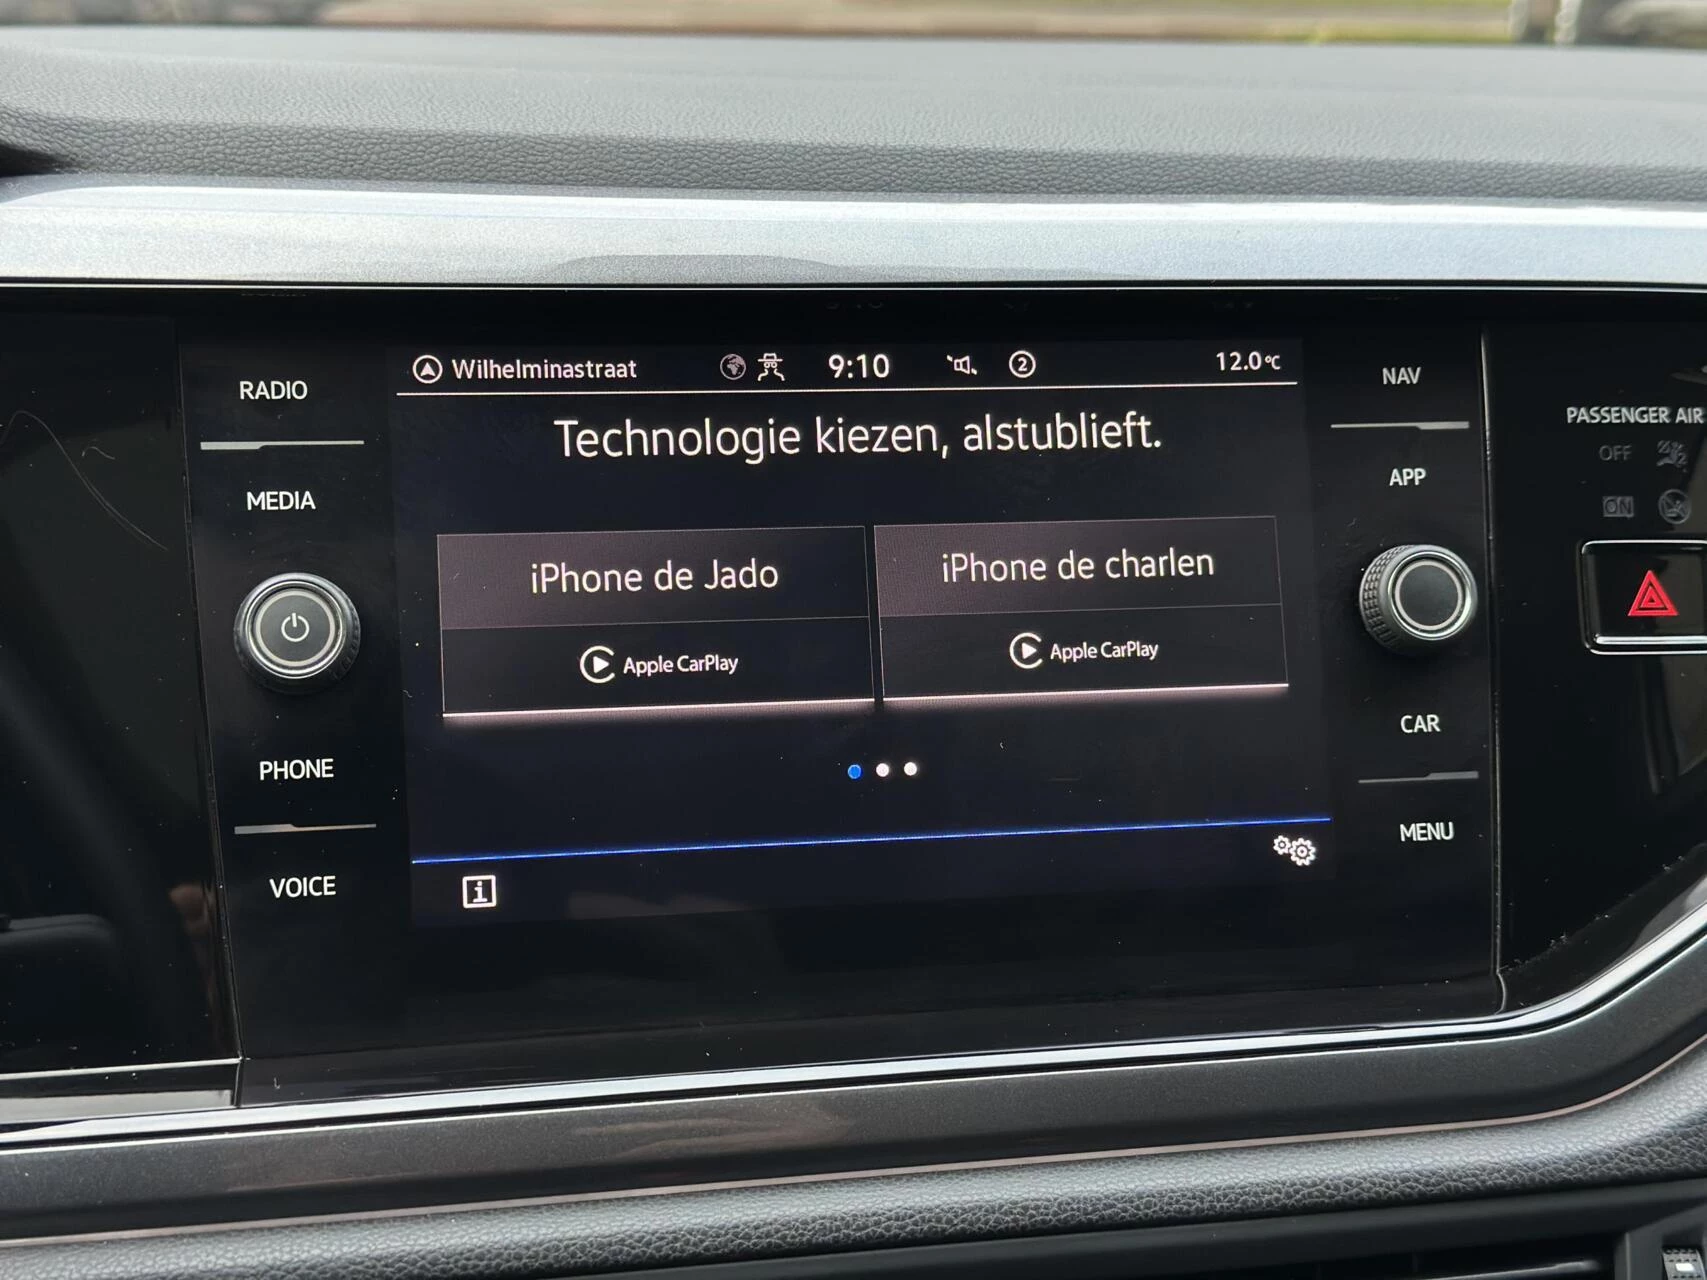 RADIO
MEDIA
PHONE
VOICE
Wilhelminastraat
9:10
2
12.0°C
Technologie kiezen, alstublieft.
iPhone de Jado
Apple CarPlay
iPhone de charlen
Apple CarPlay
i
NAV
APP
CAR
MENU
PASSENGER AIR
OFF
ON